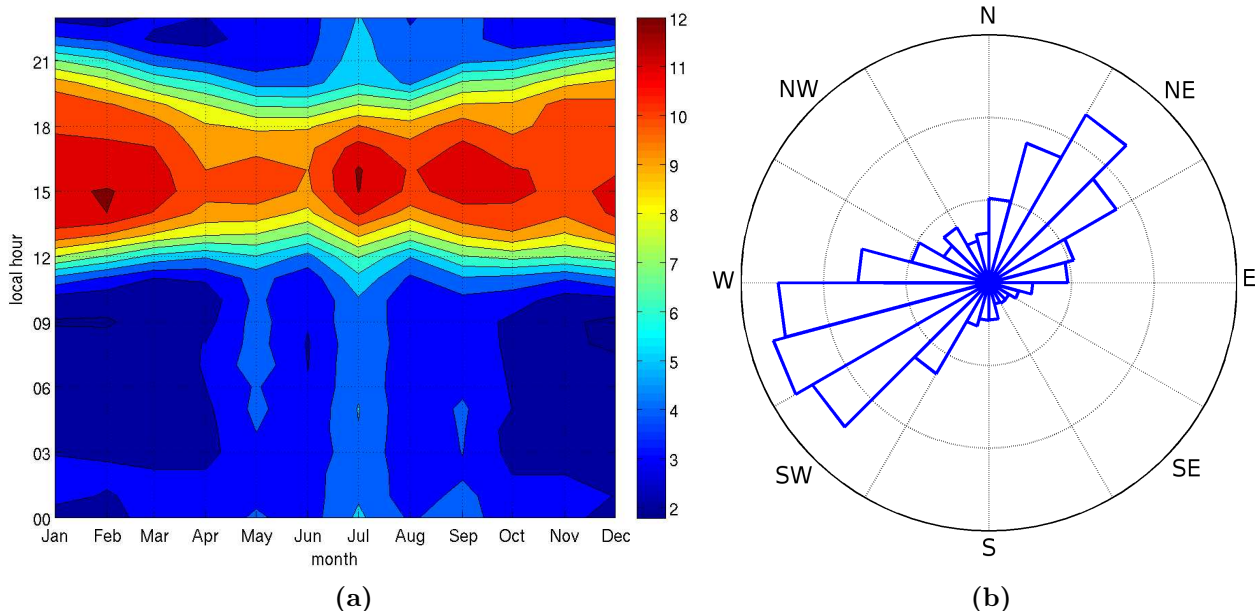 21
18
15
12
09
06
03
00
local hour
Jan Feb Mar Apr May Jun Jul Aug Sep Oct Nov Dec
month
12
11
10
9
8
7
6
5
4
3
2
(a)
N
NW
NE
W
E
SW
SE
S
(b)